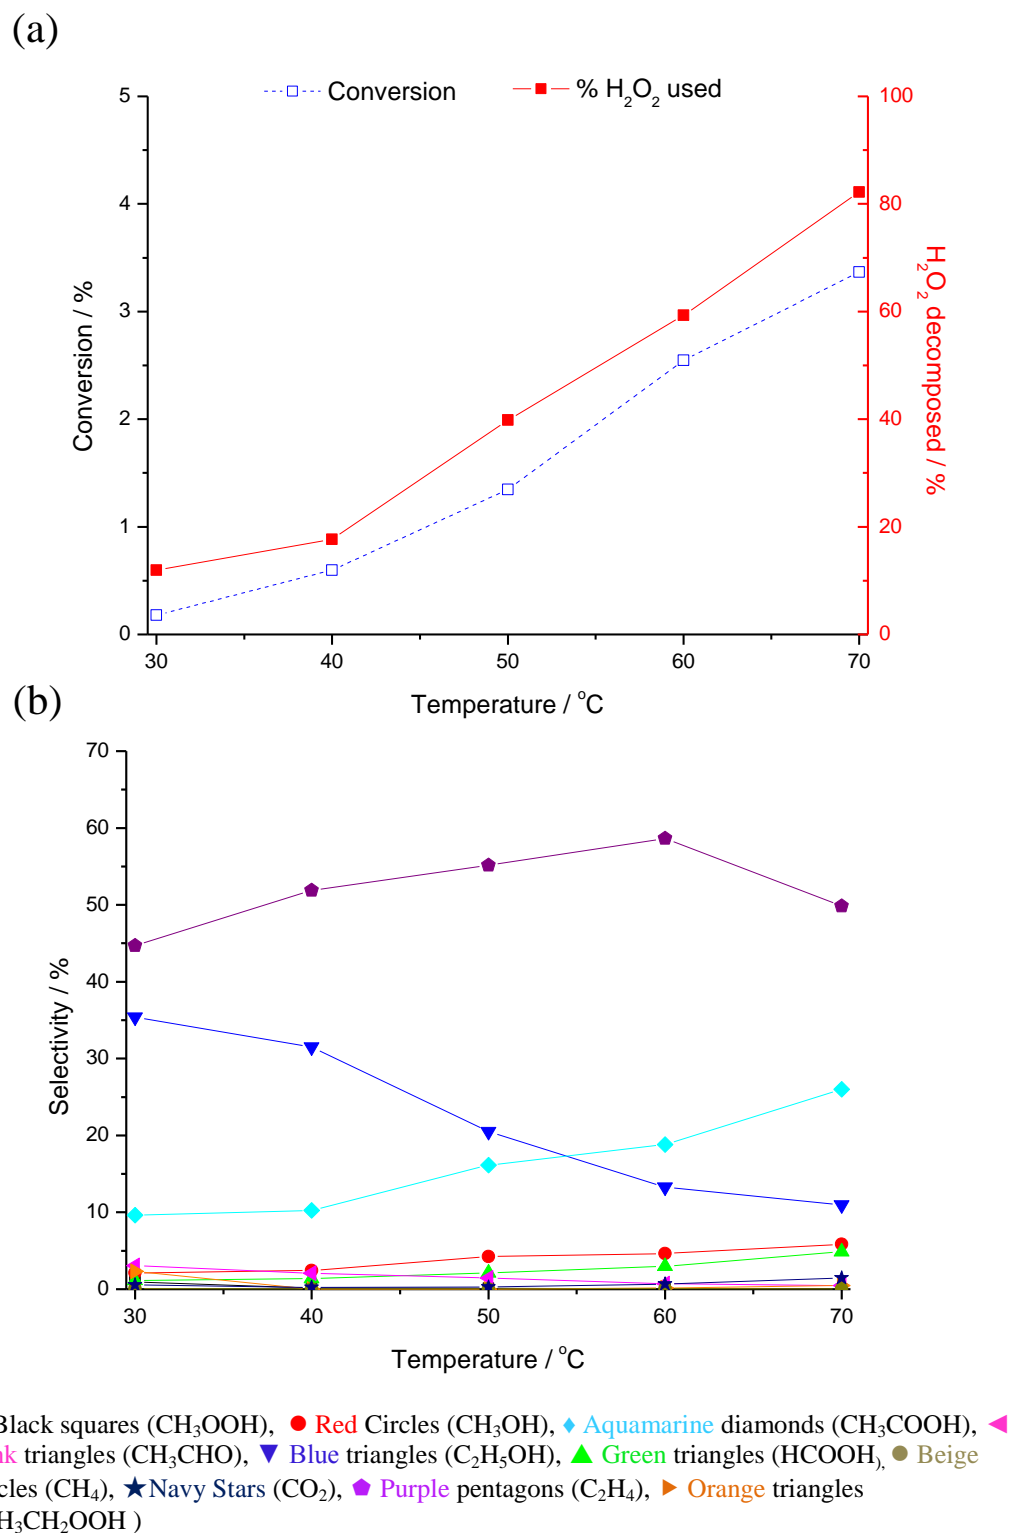 (a)
Conversion % H₂O₂ used
5
4
3
2
1
0
Conversion / %
100
80
60
40
20
0
H₂O₂ decomposed / %
30 40 50 60 70
Temperature / °C
(b)
70
60
50
40
30
20
10
0
Selectivity / %
30 40 50 60 70
Temperature / °C
Black squares (CH₃OOH), Red Circles (CH₃OH), Aquamarine diamonds (CH₃COOH),
nk triangles (CH₃CHO), Blue triangles (C₂H₅OH), Green triangles (HCOOH), Beige
cles (CH₄), Navy Stars (CO₂), Purple pentagons (C₂H₄), Orange triangles
H₃CH₂OOH )